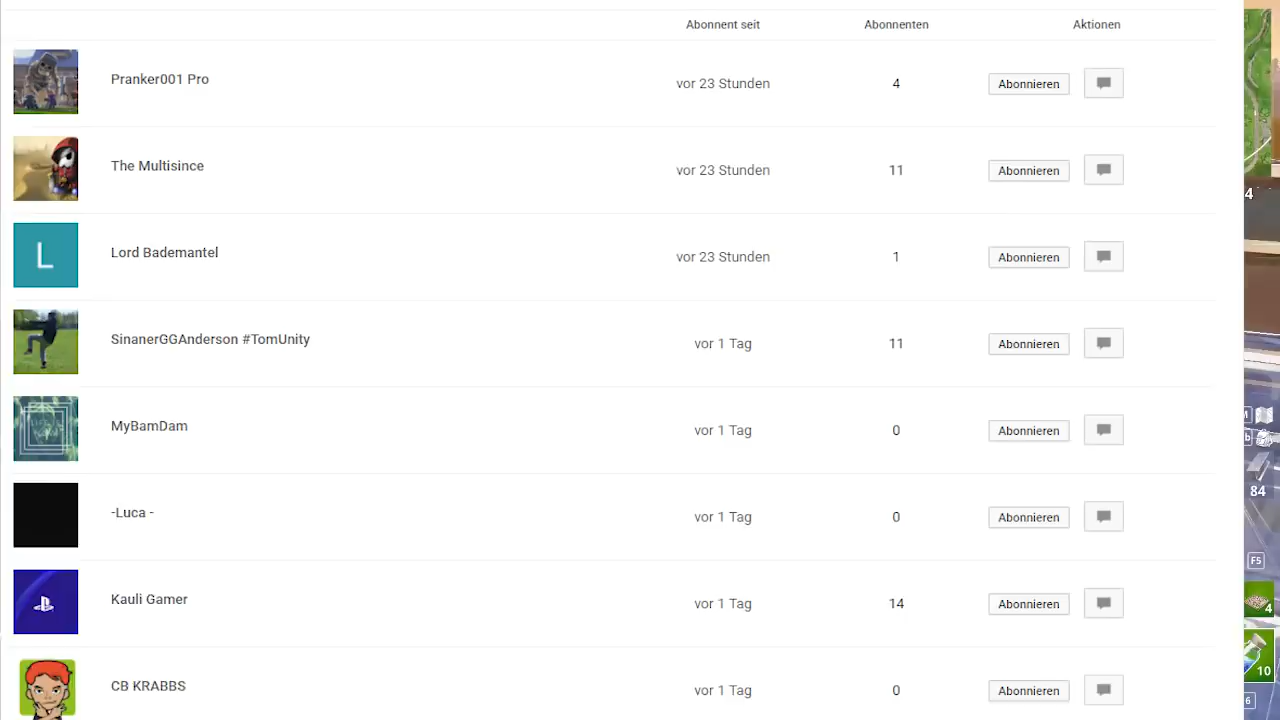 Abonnent seit Abonnenten Aktionen
Pranker001 Pro vor 23 Stunden 4 Abonnieren
The Multisince vor 23 Stunden 11 Abonnieren
4
L Lord Bademantel vor 23 Stunden 1 Abonnieren
SinanerGGAnderson #TomUnity vor 1 Tag 11 Abonnieren
MyBamDam vor 1 Tag 0 Abonnieren
84
-Luca - vor 1 Tag 0 Abonnieren
F5
Kauli Gamer vor 1 Tag 14 Abonnieren
4
10
CB KRABBS vor 1 Tag 0 Abonnieren
6